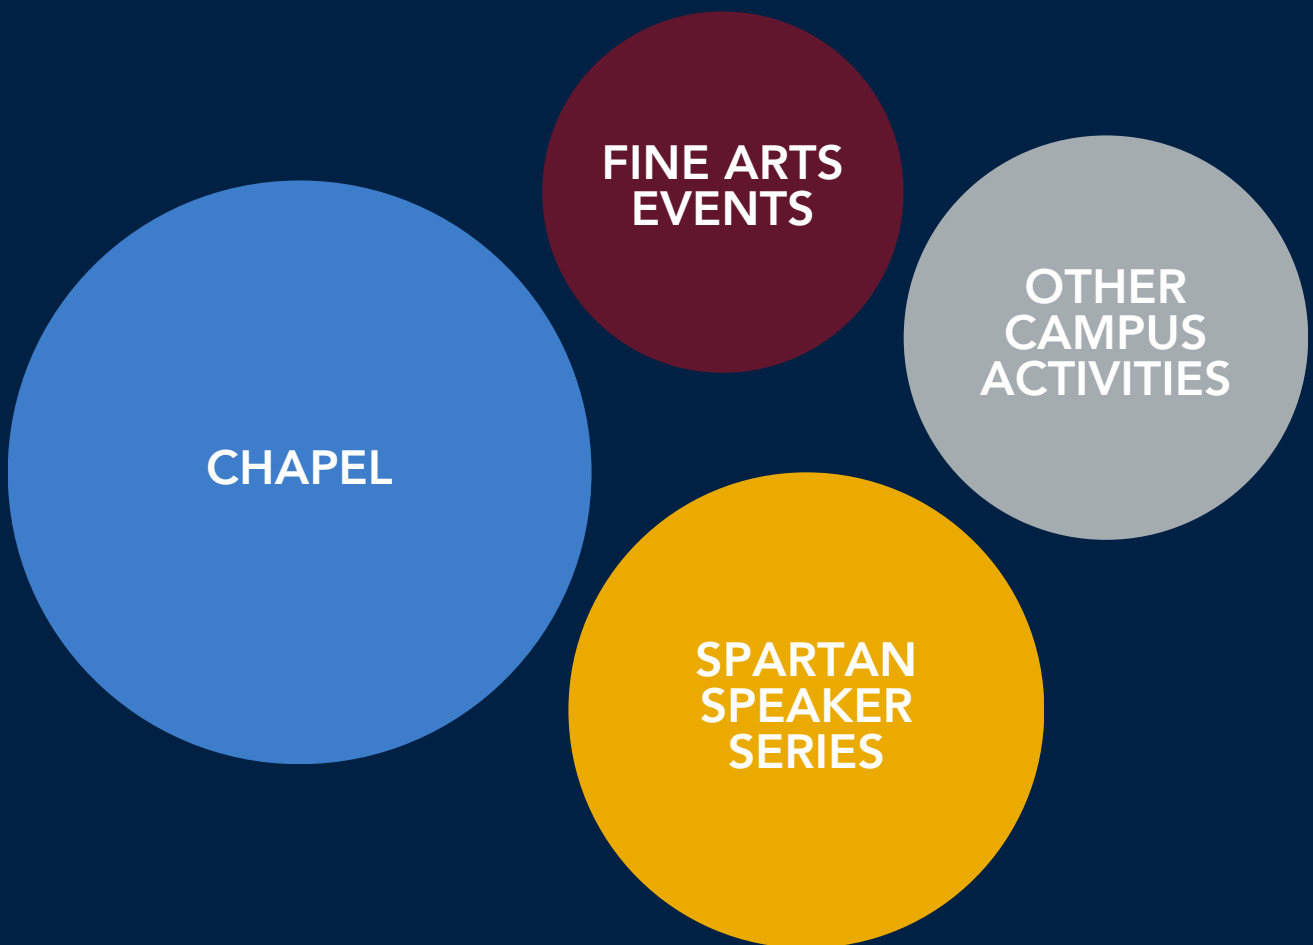 FINE ARTS
EVENTS
OTHER
CAMPUS
ACTIVITIES
CHAPEL
SPARTAN
SPEAKER
SERIES